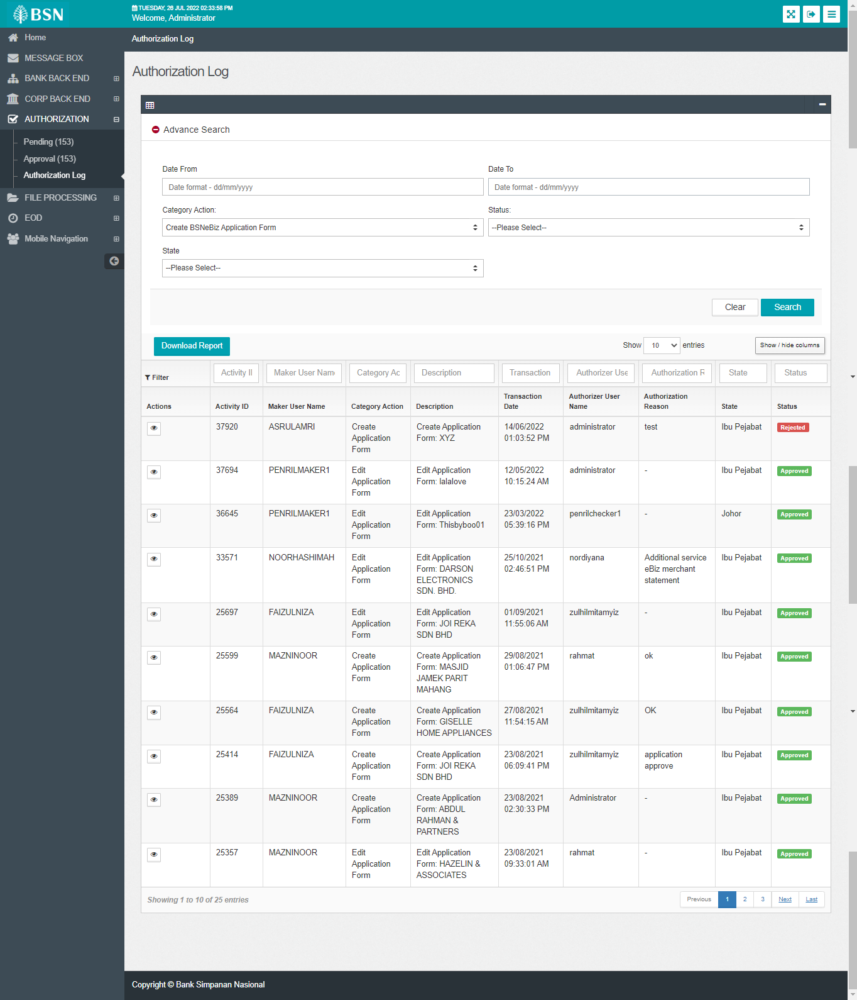 BSN
TUESDAY, 26 JUL 2022 02:33:58 PM
Welcome, Administrator
Home
MESSAGE BOX
BANK BACK END
CORP BACK END
AUTHORIZATION
Pending (153)
Approval (153)
Authorization Log
FILE PROCESSING
EOD
Mobile Navigation
Authorization Log
Authorization Log
Advance Search
Date From
Date To
Date format - dd/mm/yyyy
Date format - dd/mm/yyyy
Category Action:
Status:
Create BSNeBiz Application Form
--Please Select--
State
--Please Select--
Clear
Search
Download Report
Show 10 entries
Show / hide columns
Filter
Activity II
Maker User Name
Category Ac
Description
Transaction
Authorizer Use
Authorization R
State
Status
Actions
Activity ID
Maker User Name
Category Action
Description
Transaction
Date
Authorizer User
Name
Authorization
Reason
State
Status
37920
ASRULAMRI
Create
Application
Form
Create Application
Form: XYZ
14/06/2022
01:03:52 PM
administrator
test
Ibu Pejabat
Rejected
37694
PENRILMAKER1
Edit
Application
Form
Edit Application
Form: lalalove
12/05/2022
10:15:24 AM
administrator
-
Ibu Pejabat
Approved
36645
PENRILMAKER1
Edit
Application
Form
Edit Application
Form: Thisbyboo01
23/03/2022
05:39:16 PM
penrilchecker1
-
Johor
Approved
33571
NOORHASHIMAH
Edit
Application
Form
Edit Application
Form: DARSON
ELECTRONICS
SDN. BHD.
25/10/2021
02:46:51 PM
nordiyana
Additional service
eBiz merchant
statement
Ibu Pejabat
Approved
25697
FAIZULNIZA
Edit
Application
Form
Edit Application
Form: JOI REKA
SDN BHD
01/09/2021
11:55:06 AM
zulhilmitamyiz
-
Ibu Pejabat
Approved
25599
MAZNINOOR
Create
Application
Form
Create Application
Form: MASJID
JAMEK PARIT
MAHANG
29/08/2021
01:06:47 PM
rahmat
ok
Ibu Pejabat
Approved
25564
FAIZULNIZA
Create
Application
Form
Create Application
Form: GISELLE
HOME APPLIANCES
27/08/2021
11:54:15 AM
zulhilmitamyiz
OK
Ibu Pejabat
Approved
25414
FAIZULNIZA
Create
Application
Form
Create Application
Form: JOI REKA
SDN BHD
23/08/2021
06:09:41 PM
zulhilmitamyiz
application
approve
Ibu Pejabat
Approved
25389
MAZNINOOR
Create
Application
Form
Create Application
Form: ABDUL
RAHMAN &
PARTNERS
23/08/2021
02:30:33 PM
Administrator
-
Ibu Pejabat
Approved
25357
MAZNINOOR
Edit
Application
Form
Edit Application
Form: HAZELIN &
ASSOCIATES
23/08/2021
09:33:01 AM
rahmat
-
Ibu Pejabat
Approved
Showing 1 to 10 of 25 entries
Previous 1 2 3 Next Last
Copyright © Bank Simpanan Nasional